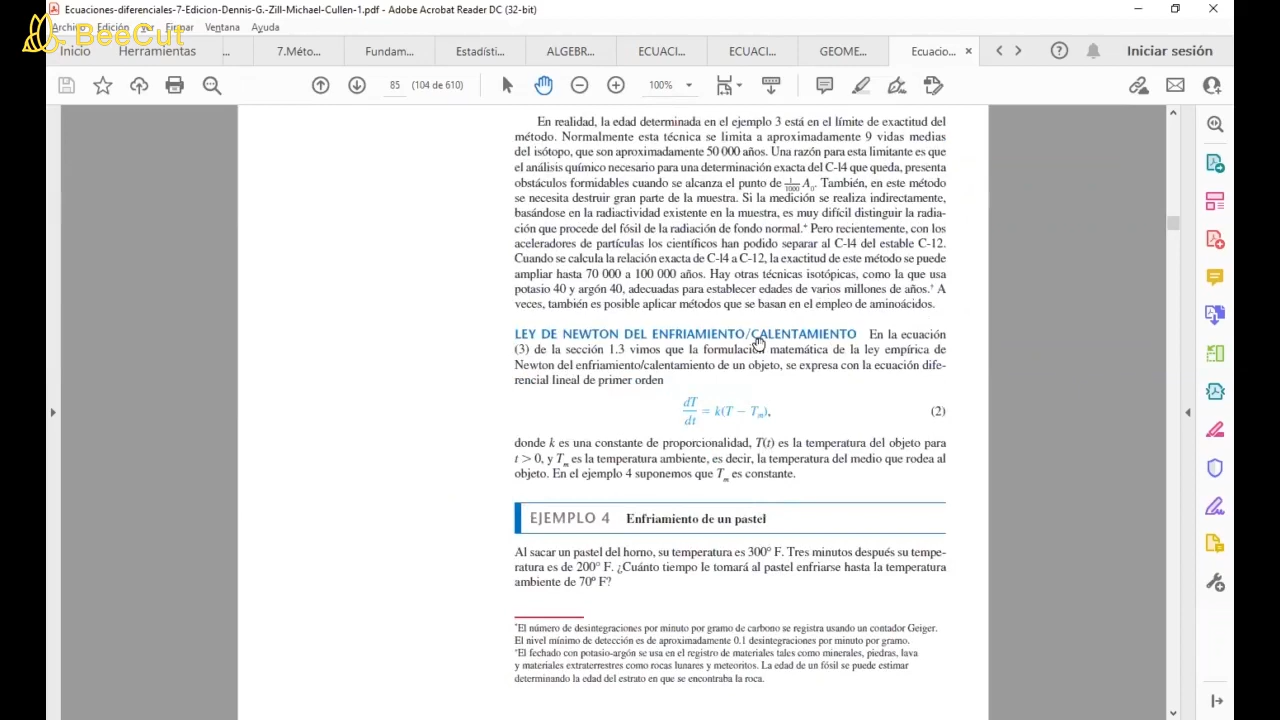 Ecuaciones-diferenciales-7-Edicion-Dennis-G.-Zill-Michael-Cullen-1.pdf - Adobe Acrobat Reader DC (32-bit)
Archivo Edición Ver Firmar Ventana Ayuda
BeeCut
Inicio Herramientas ... 7.Méto... Fundam... Estadísti... ALGEBR... ECUACI... ECUACI... GEOME... Ecuacio... × Iniciar sesión
85 (104 de 610) 100%
En realidad, la edad determinada en el ejemplo 3 está en el límite de exactitud del
método. Normalmente esta técnica se limita a aproximadamente 9 vidas medias
del isótopo, que son aproximadamente 50 000 años. Una razón para esta limitante es que
el análisis químico necesario para una determinación exacta del C-l4 que queda, presenta
obstáculos formidables cuando se alcanza el punto de 1/1000 A₀. También, en este método
se necesita destruir gran parte de la muestra. Si la medición se realiza indirectamente,
basándose en la radiactividad existente en la muestra, es muy difícil distinguir la radia-
ción que procede del fósil de la radiación de fondo normal.* Pero recientemente, con los
aceleradores de partículas los científicos han podido separar al C-l4 del estable C-12.
Cuando se calcula la relación exacta de C-l4 a C-12, la exactitud de este método se puede
ampliar hasta 70 000 a 100 000 años. Hay otras técnicas isotópicas, como la que usa
potasio 40 y argón 40, adecuadas para establecer edades de varios millones de años.† A
veces, también es posible aplicar métodos que se basan en el empleo de aminoácidos.
LEY DE NEWTON DEL ENFRIAMIENTO/CALENTAMIENTO En la ecuación
(3) de la sección 1.3 vimos que la formulación matemática de la ley empírica de
Newton del enfriamiento/calentamiento de un objeto, se expresa con la ecuación dife-
rencial lineal de primer orden
dT/dt = k(T − Tm), (2)
donde k es una constante de proporcionalidad, T(t) es la temperatura del objeto para
t > 0, y Tm es la temperatura ambiente, es decir, la temperatura del medio que rodea al
objeto. En el ejemplo 4 suponemos que Tm es constante.
EJEMPLO 4 Enfriamiento de un pastel
Al sacar un pastel del horno, su temperatura es 300° F. Tres minutos después su tempe-
ratura es de 200° F. ¿Cuánto tiempo le tomará al pastel enfriarse hasta la temperatura
ambiente de 70º F?
*El número de desintegraciones por minuto por gramo de carbono se registra usando un contador Geiger.
El nivel mínimo de detección es de aproximadamente 0.1 desintegraciones por minuto por gramo.
†El fechado con potasio-argón se usa en el registro de materiales tales como minerales, piedras, lava
y materiales extraterrestres como rocas lunares y meteoritos. La edad de un fósil se puede estimar
determinando la edad del estrato en que se encontraba la roca.